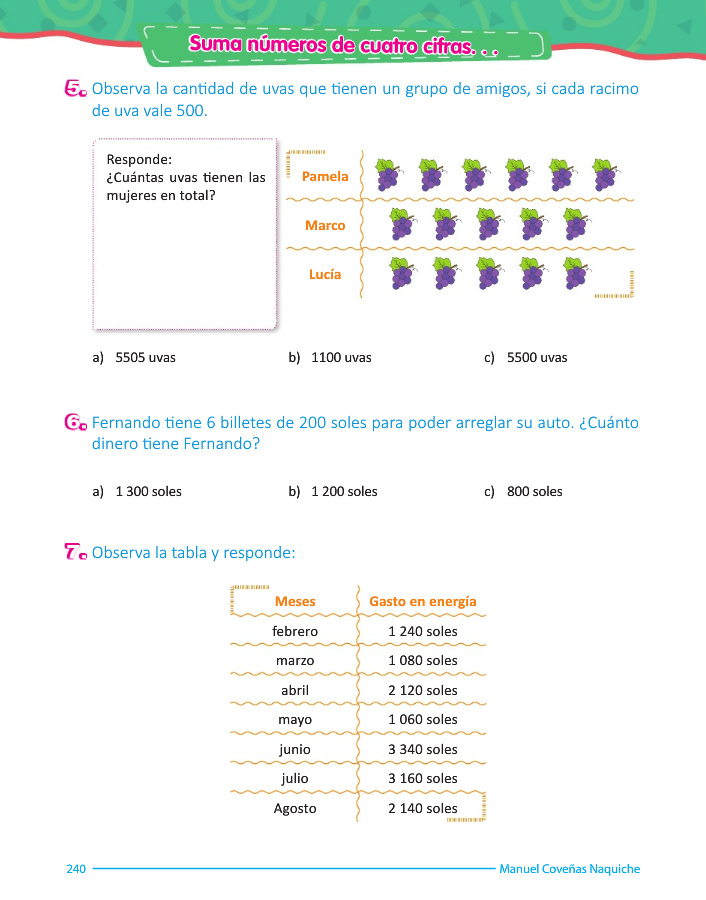 Suma números de cuatro cifras. . .
5. Observa la cantidad de uvas que tienen un grupo de amigos, si cada racimo
de uva vale 500.
Responde:
¿Cuántas uvas tienen las
mujeres en total?
Pamela
Marco
Lucía
a) 5505 uvas b) 1100 uvas c) 5500 uvas
6. Fernando tiene 6 billetes de 200 soles para poder arreglar su auto. ¿Cuánto
dinero tiene Fernando?
a) 1 300 soles b) 1 200 soles c) 800 soles
7. Observa la tabla y responde:
Meses Gasto en energía
febrero 1 240 soles
marzo 1 080 soles
abril 2 120 soles
mayo 1 060 soles
junio 3 340 soles
julio 3 160 soles
Agosto 2 140 soles
240 Manuel Coveñas Naquiche